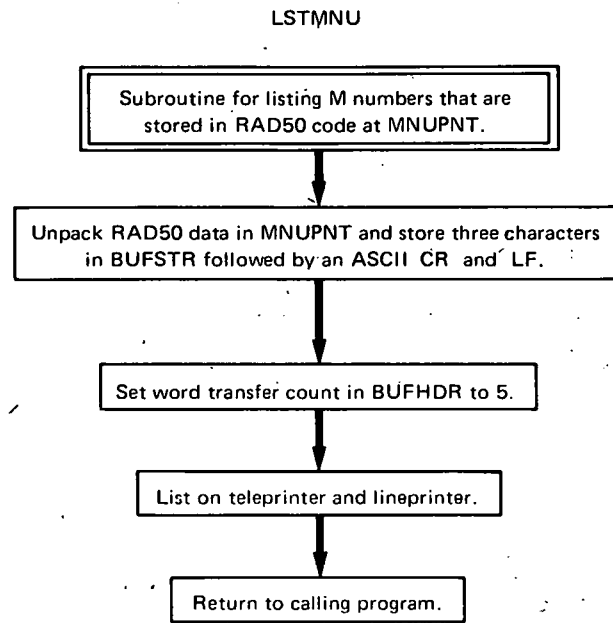 LSTMNU
Subroutine for listing M numbers that are
stored in RAD50 code at MNUPNT.
Unpack RAD50 data in MNUPNT and store three characters
in BUFSTR followed by an ASCII CR and LF.
Set word transfer count in BUFHDR to 5.
List on teleprinter and lineprinter.
Return to calling program.